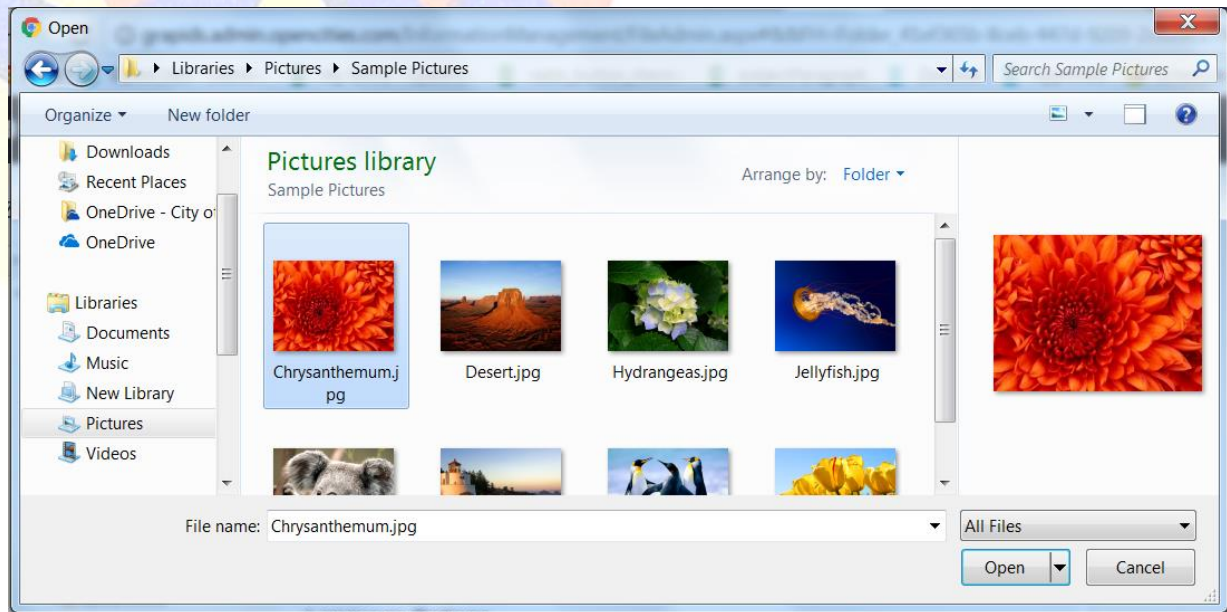 Open
Libraries Pictures Sample Pictures
Search Sample Pictures
Organize New folder
Downloads
Recent Places
OneDrive - City of
OneDrive
Libraries
Documents
Music
New Library
Pictures
Videos
Pictures library
Sample Pictures
Arrange by: Folder
Chrysanthemum.j
pg
Desert.jpg
Hydrangeas.jpg
Jellyfish.jpg
File name: Chrysanthemum.jpg
All Files
Open Cancel